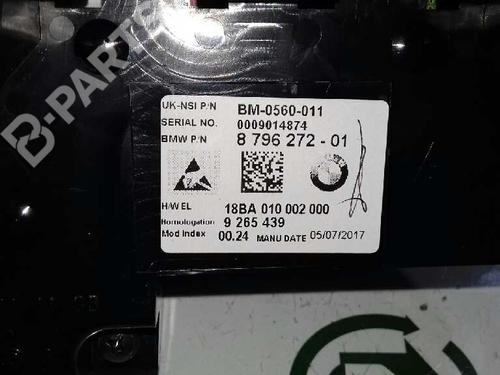 B-PARTS
UK-NSI P/N BM-0560-011
SERIAL NO. 0009014874
BMW P/N 8 796 272 - 01
H/W EL 18BA 010 002 000
Homologation 9 265 439
Mod Index 00.24 MANU DATE 05/07/2017